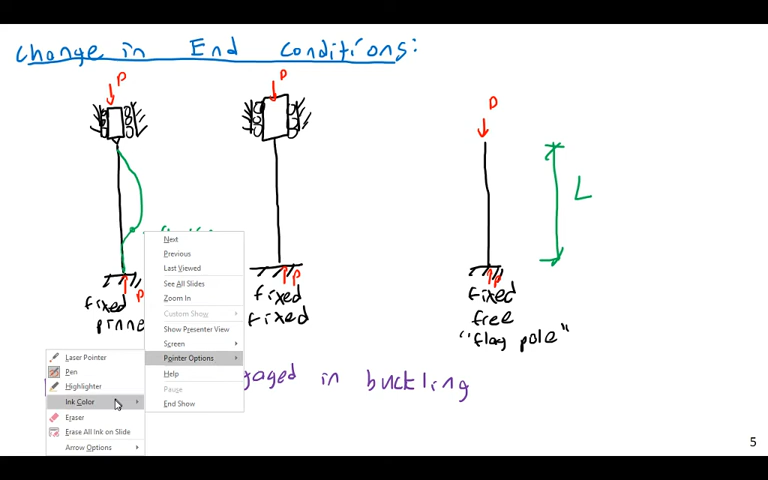 Change in End Conditions:
P
P
P
L
P
P
P
fixed
pinne
fixed
fixed
fixed
free
"flag pole"
gaged in buckling
Next
Previous
Last Viewed
See All Slides
Zoom In
Custom Show
Show Presenter View
Screen
Pointer Options
Help
Pause
End Show
Laser Pointer
Pen
Highlighter
Ink Color
Eraser
Erase All Ink on Slide
Arrow Options
5